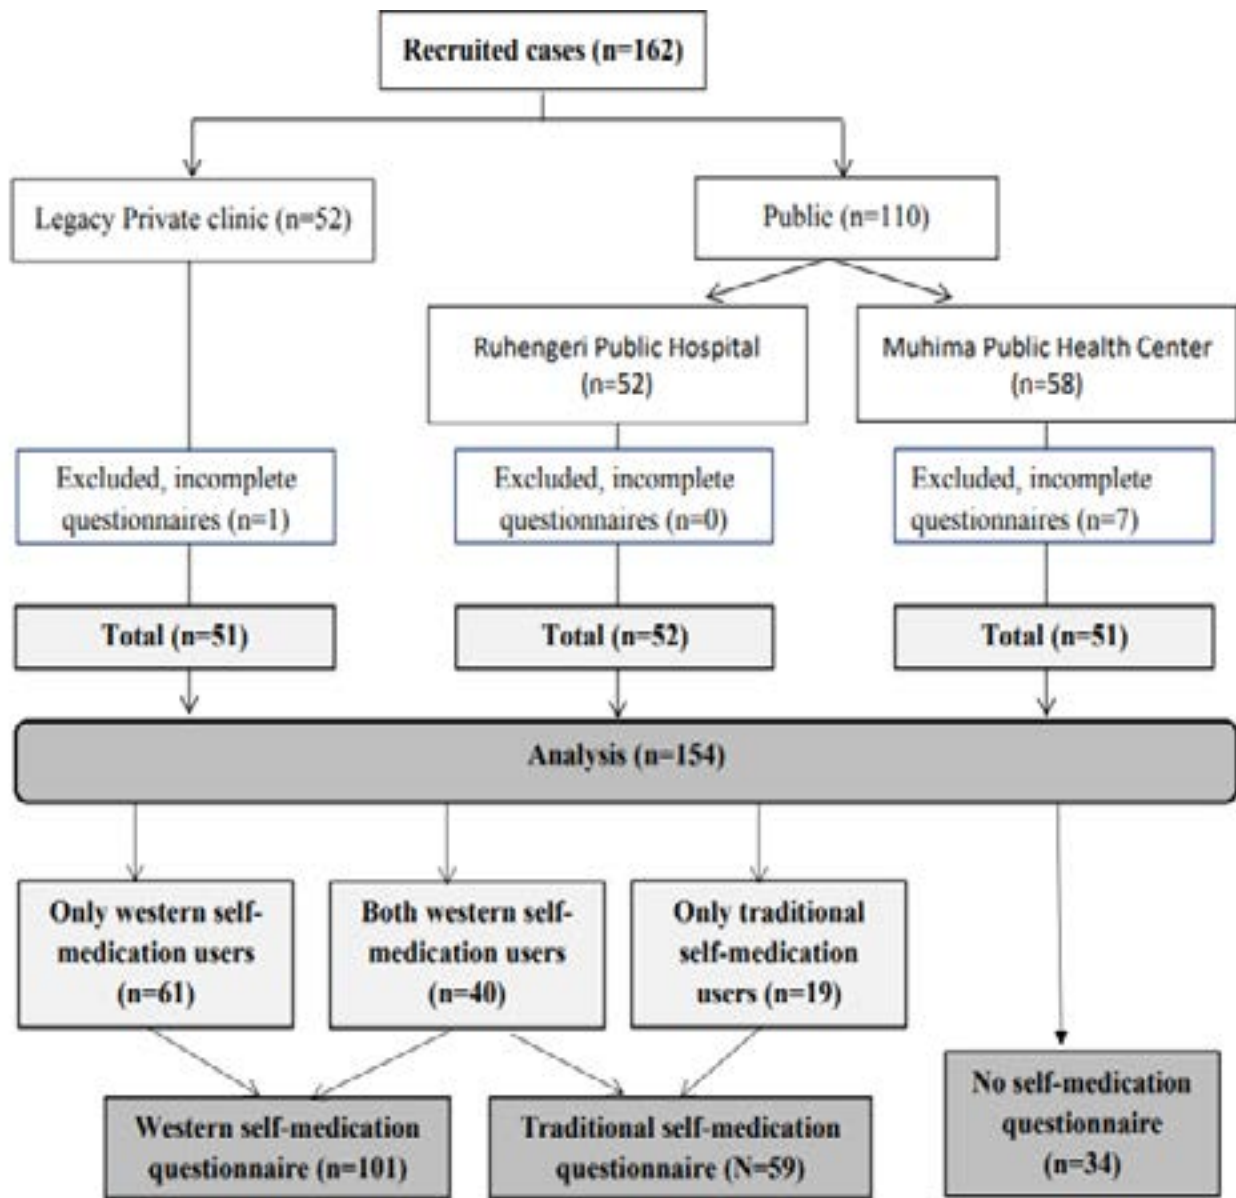 Recruited cases (n=162)
Legacy Private clinic (n=52)
Public (n=110)
Ruhengeri Public Hospital
(n=52)
Muhima Public Health Center
(n=58)
Excluded, incomplete
questionnaires (n=1)
Excluded, incomplete
questionnaires (n=0)
Excluded, incomplete
questionnaires (n=7)
Total (n=51)
Total (n=52)
Total (n=51)
Analysis (n=154)
Only western self-
medication users
(n=61)
Both western self-
medication users
(n=40)
Only traditional
self-medication
users (n=19)
Western self-medication
questionnaire (n=101)
Traditional self-medication
questionnaire (N=59)
No self-medication
questionnaire
(n=34)